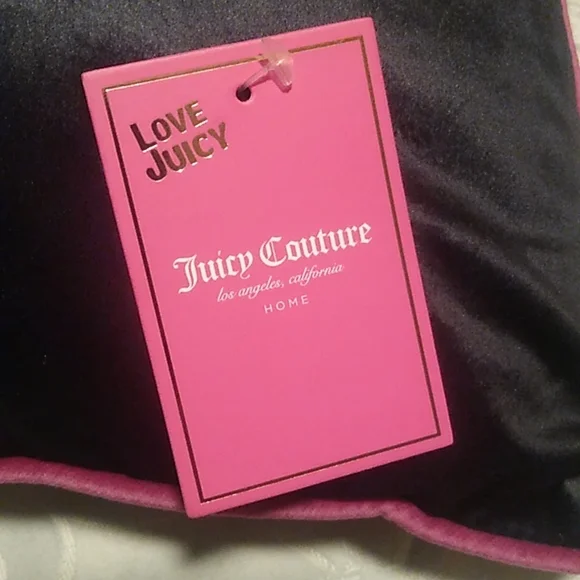 LOVE
JUICY
Juicy Couture
los angeles, california
HOME